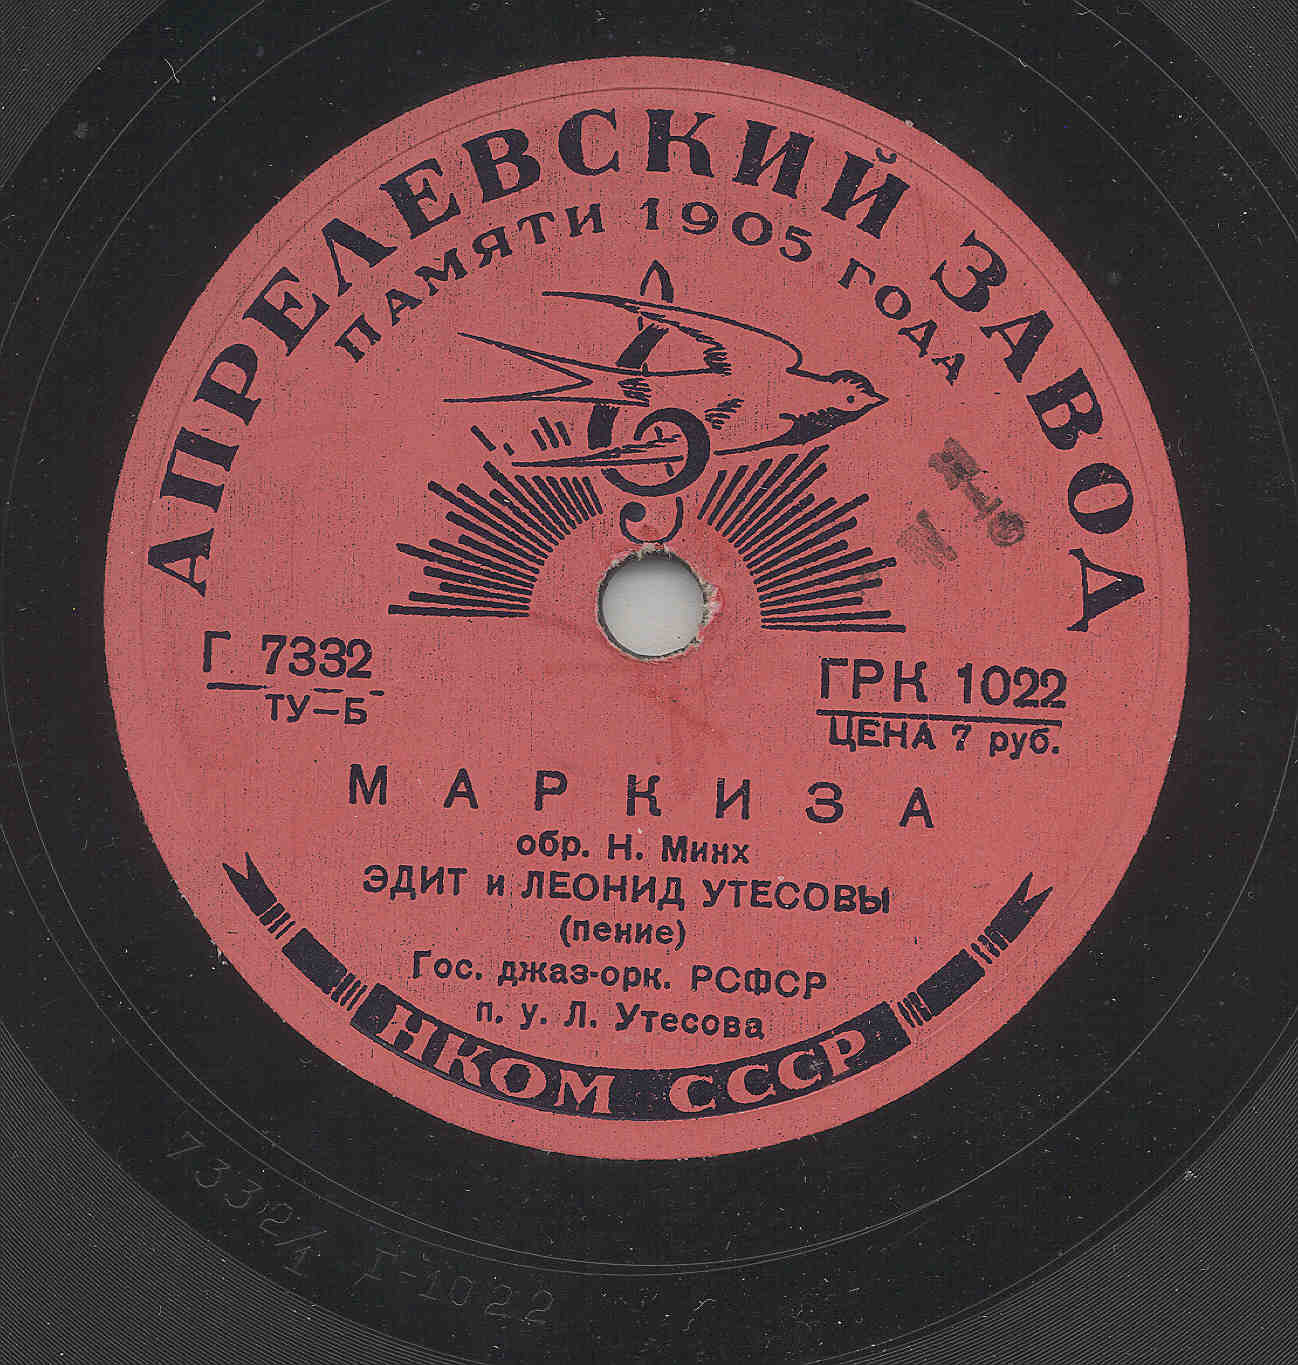 АПРЕЛЕВСКИЙ ЗАВОД
ПАМЯТИ 1905 ГОДА
Г 7332
ТУ–Б
ГРК 1022
ЦЕНА 7 руб.
МАРКИЗА
обр. Н. Минх
ЭДИТ и ЛЕОНИД УТЕСОВЫ
(пение)
Гос. джаз-орк. РСФСР
п. у. Л. Утесова
НКОМ СССР
7332/1 Г-1022